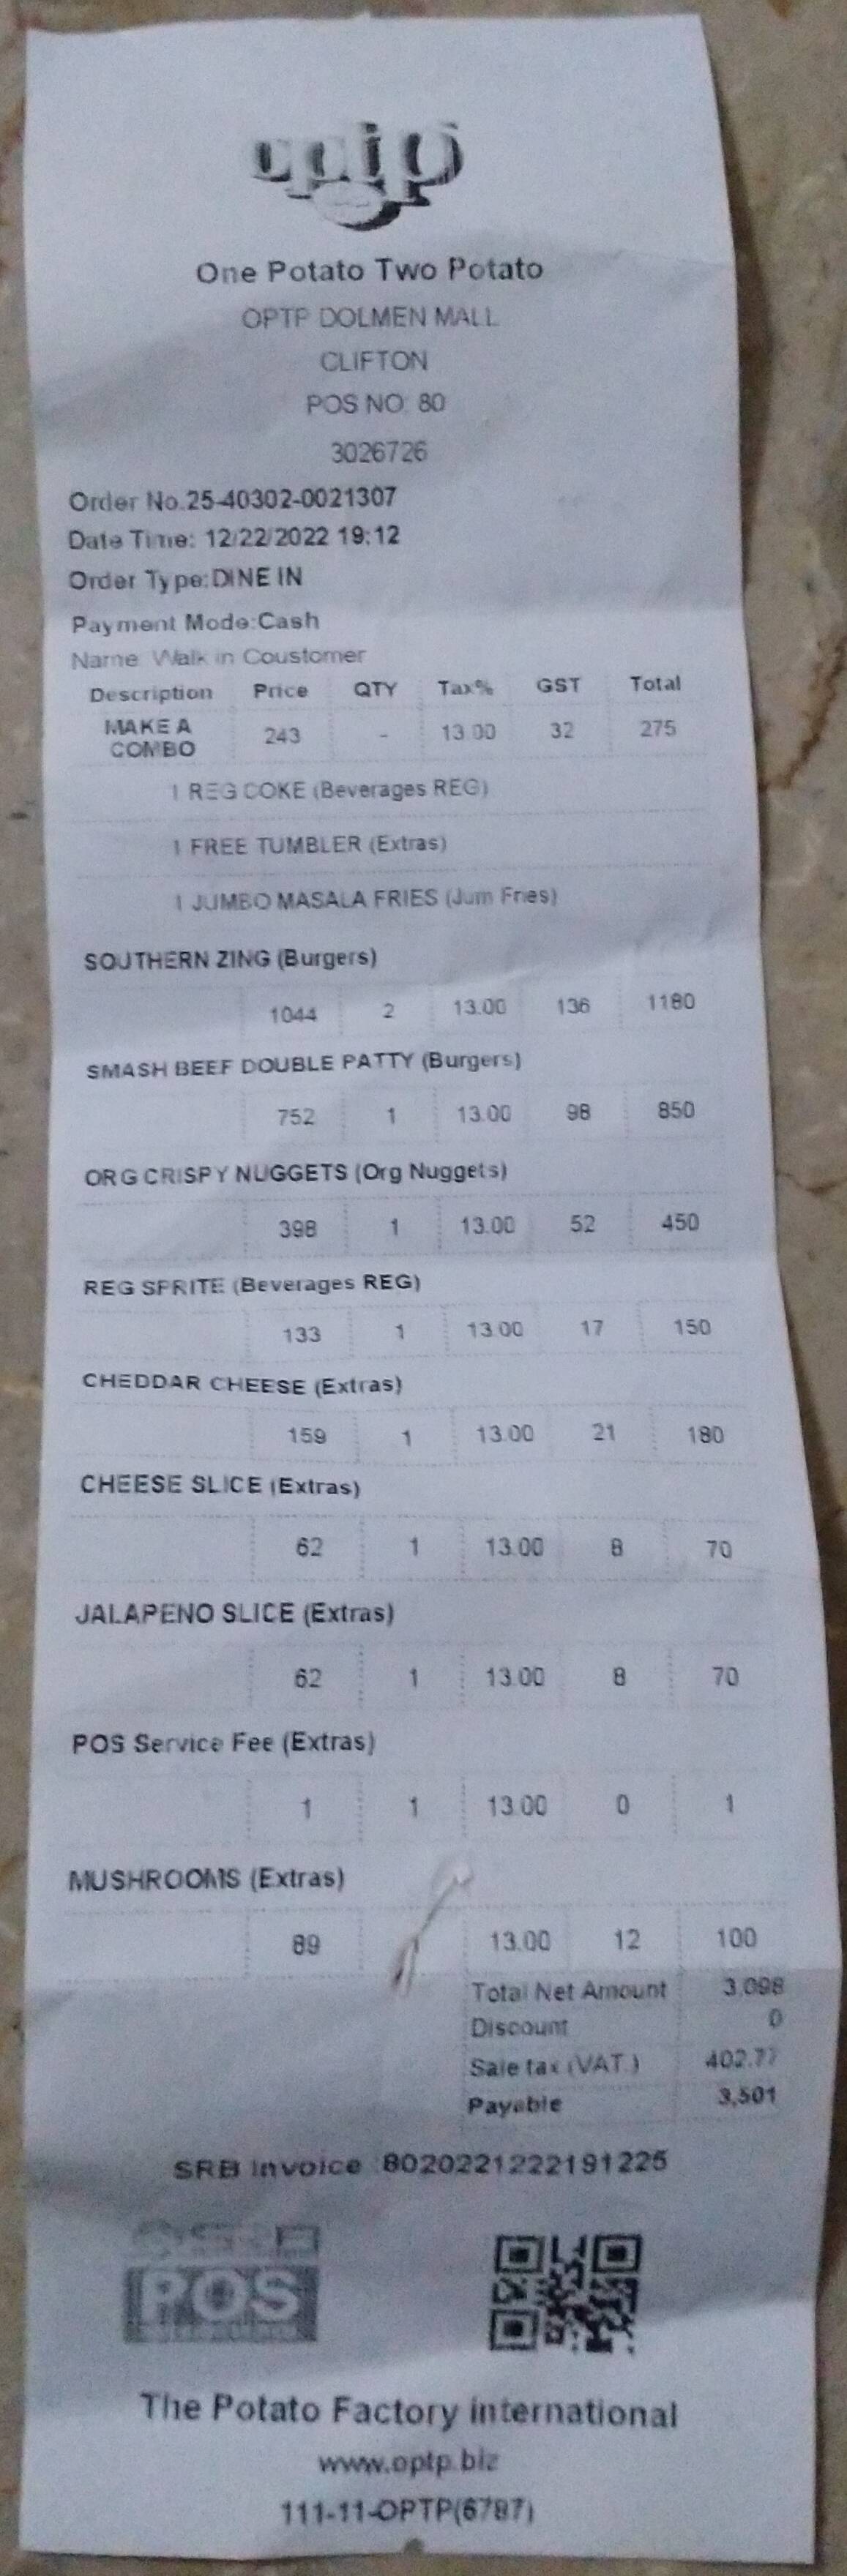 optp
One Potato Two Potato
OPTP DOLMEN MALL
CLIFTON
POS NO: 80
3026726
Order No.25-40302-0021307
Date Time: 12/22/2022 19:12
Order Type:DINE IN
Payment Mode:Cash
Name: Walk in Coustomer
Description Price QTY Tax% GST Total
MAKE A
COMBO 243 - 13.00 32 275
1 REG COKE (Beverages REG)
1 FREE TUMBLER (Extras)
1 JUMBO MASALA FRIES (Jum Fries)
SOUTHERN ZING (Burgers)
1044 2 13.00 136 1180
SMASH BEEF DOUBLE PATTY (Burgers)
752 1 13.00 98 850
ORG CRISPY NUGGETS (Org Nuggets)
398 1 13.00 52 450
REG SPRITE (Beverages REG)
133 1 13.00 17 150
CHEDDAR CHEESE (Extras)
159 1 13.00 21 180
CHEESE SLICE (Extras)
62 1 13.00 8 70
JALAPENO SLICE (Extras)
62 1 13.00 8 70
POS Service Fee (Extras)
1 1 13.00 0 1
MUSHROOMS (Extras)
89 1 13.00 12 100
Total Net Amount 3,098
Discount 0
Sale tax (VAT.) 402.77
Payable 3,501
SRB Invoice :8020221222191225
POS
The Potato Factory international
www.optp.biz
111-11-OPTP(6787)